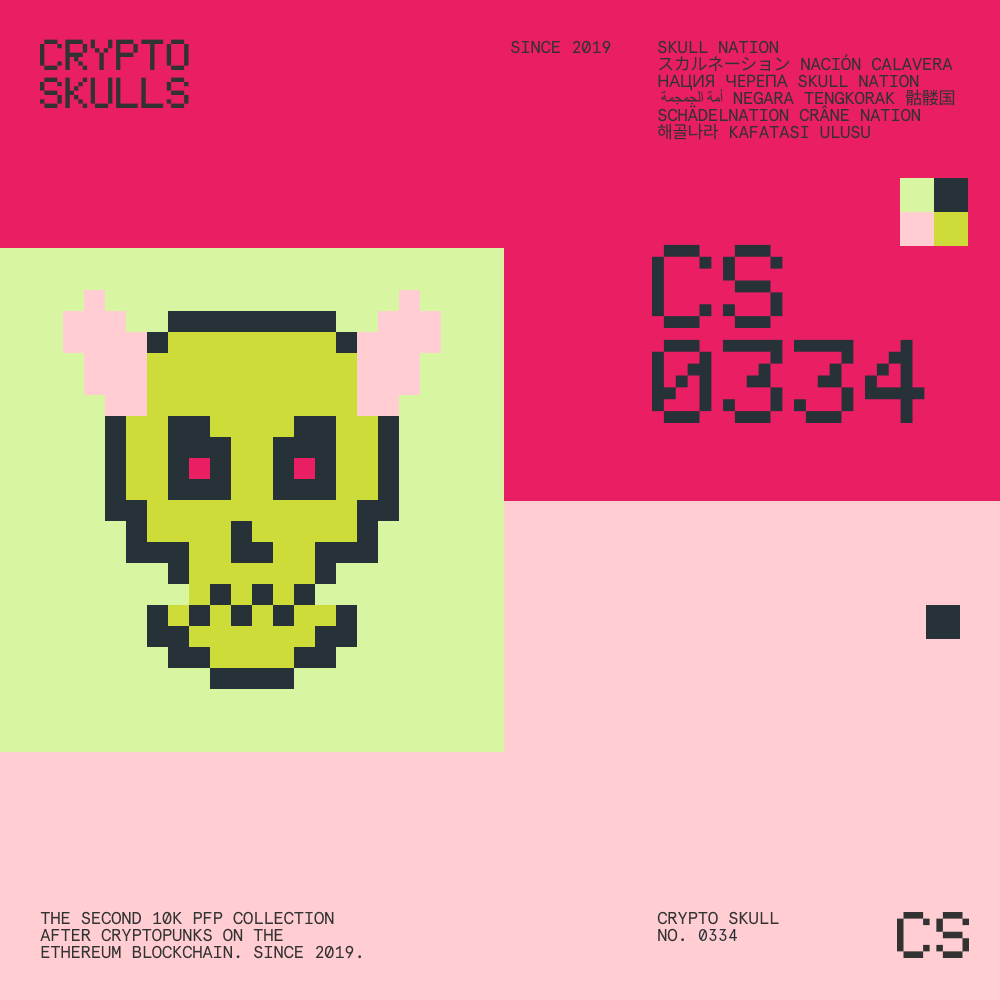 CRYPTO
SKULLS
SINCE 2019
SKULL NATION
スカルネーション NACIÓN CALAVERA
НАЦИЯ ЧЕРЕПА SKULL NATION
أمة الجمجمة NEGARA TENGKORAK 骷髅国
SCHÄDELNATION CRÂNE NATION
해골나라 KAFATASI ULUSU
CS
0334
THE SECOND 10K PFP COLLECTION
AFTER CRYPTOPUNKS ON THE
ETHEREUM BLOCKCHAIN. SINCE 2019.
CRYPTO SKULL
NO. 0334
CS